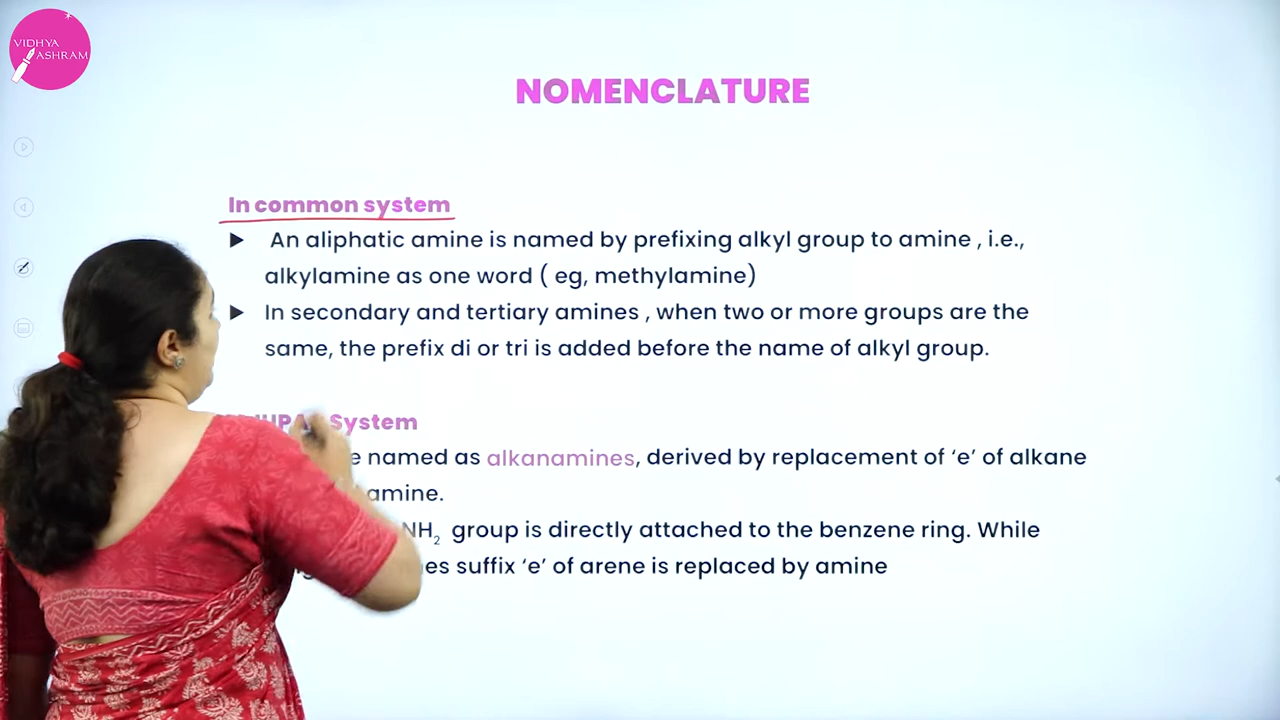 VIDHYA
ASHRAM
NOMENCLATURE
In common system
An aliphatic amine is named by prefixing alkyl group to amine , i.e.,
alkylamine as one word ( eg, methylamine)
In secondary and tertiary amines , when two or more groups are the
same, the prefix di or tri is added before the name of alkyl group.
System
named as alkanamines, derived by replacement of ‘e’ of alkane
amine.
NH₂ group is directly attached to the benzene ring. While
suffix ‘e’ of arene is replaced by amine